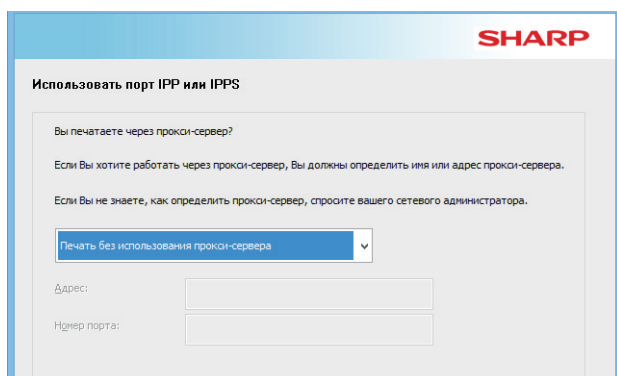 SHARP
Использовать порт IPP или IPPS
Вы печатаете через прокси-сервер?
Если Вы хотите работать через прокси-сервер, Вы должны определить имя или адрес прокси-сервера.
Если Вы не знаете, как определить прокси-сервер, спросите вашего сетевого администратора.
Печать без использования прокси-сервера
Адрес:
Номер порта: